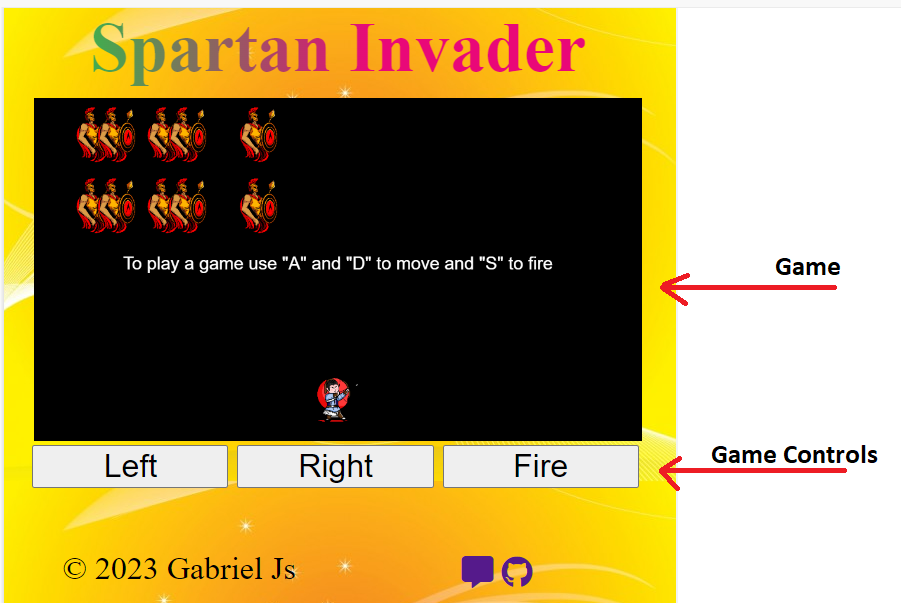 Spartan Invader
To play a game use "A" and "D" to move and "S" to fire
Game
Game Controls
Left
Right
Fire
© 2023 Gabriel Js